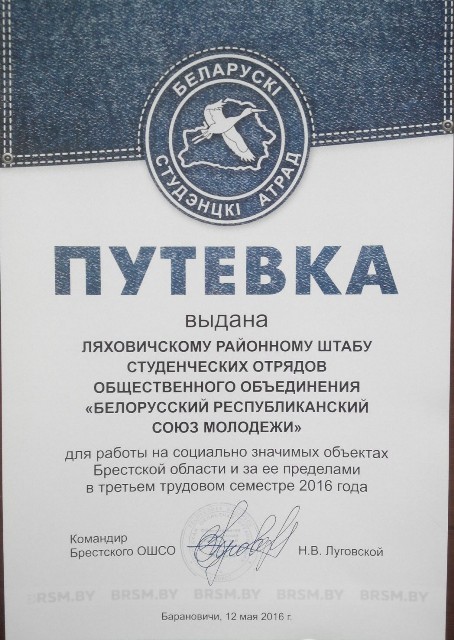 БЕЛАРУСКІ
СТУДЭНЦКІ АТРАД
ПУТЕВКА
выдана
ЛЯХОВИЧСКОМУ РАЙОННОМУ ШТАБУ
СТУДЕНЧЕСКИХ ОТРЯДОВ
ОБЩЕСТВЕННОГО ОБЪЕДИНЕНИЯ
«БЕЛОРУССКИЙ РЕСПУБЛИКАНСКИЙ
СОЮЗ МОЛОДЕЖИ»
для работы на социально значимых объектах
Брестской области и за ее пределами
в третьем трудовом семестре 2016 года
Командир
Брестского ОШСО
Н.В. Луговской
BRSM.BY BRSM.BY BRSM.BY BRSM.BY BRSM.BY
Барановичи, 12 мая 2016 г.